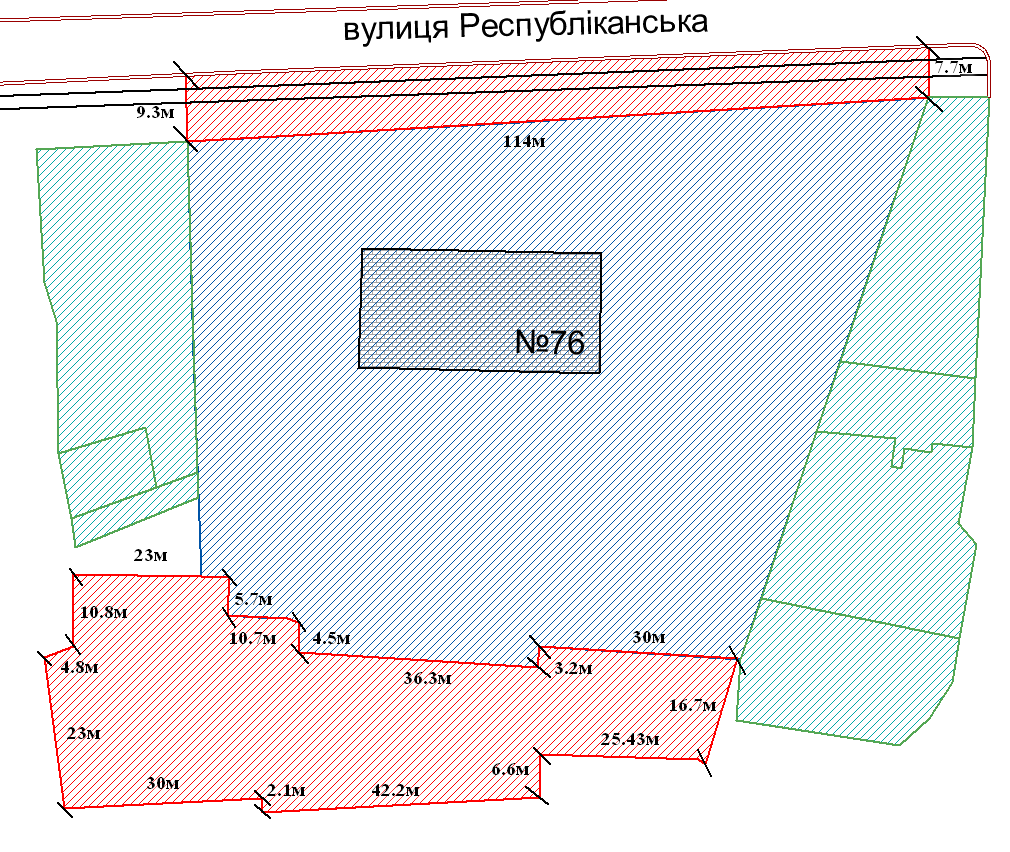 вулиця Республіканська
7.7м
9.3м
114м
№76
23м
5.7м
10.8м
10.7м
4.5м
30м
4.8м
3.2м
36.3м
16.7м
23м
25.43м
6.6м
30м
2.1м
42.2м